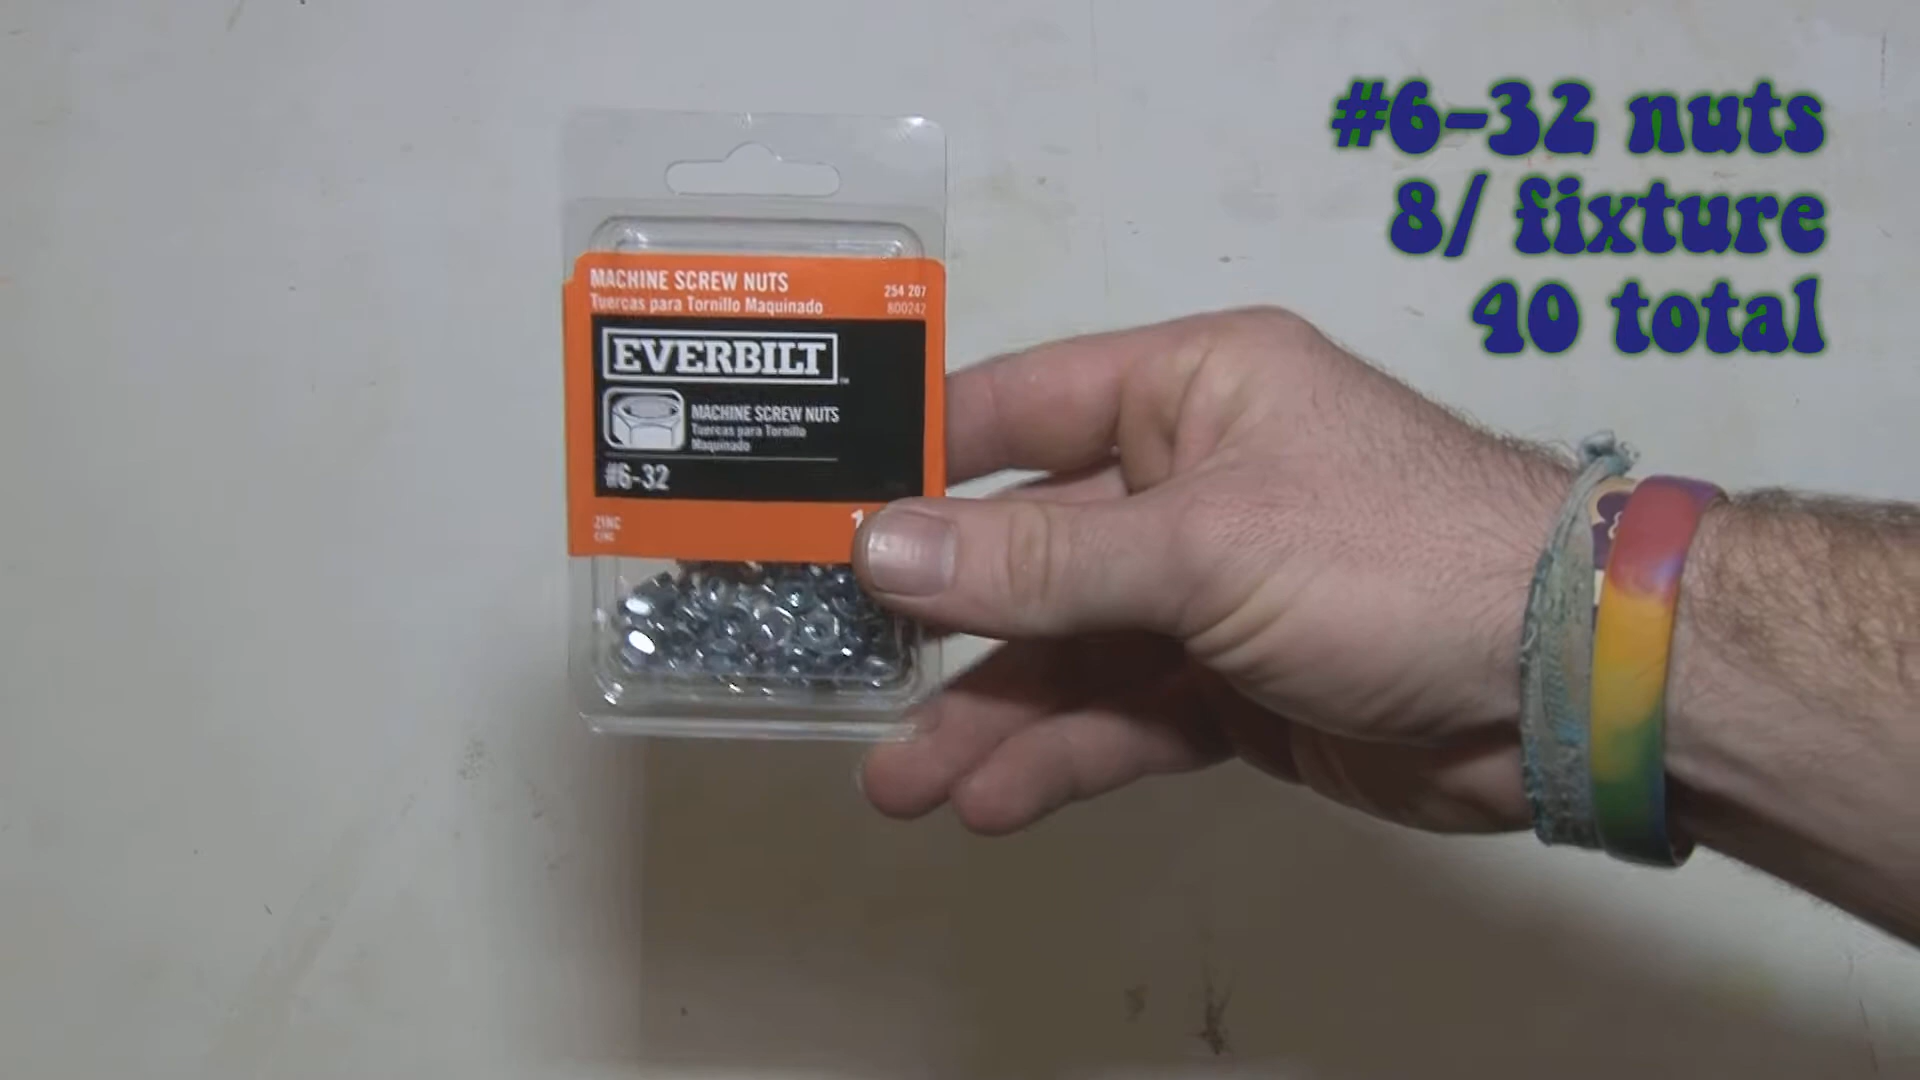 #6-32 nuts
8/ fixture
40 total
MACHINE SCREW NUTS
Tuercas para Tornillo Maquinado
254 207
800242
EVERBILT
MACHINE SCREW NUTS
Tuercas para Tornillo
Maquinado
#6-32
ZINC